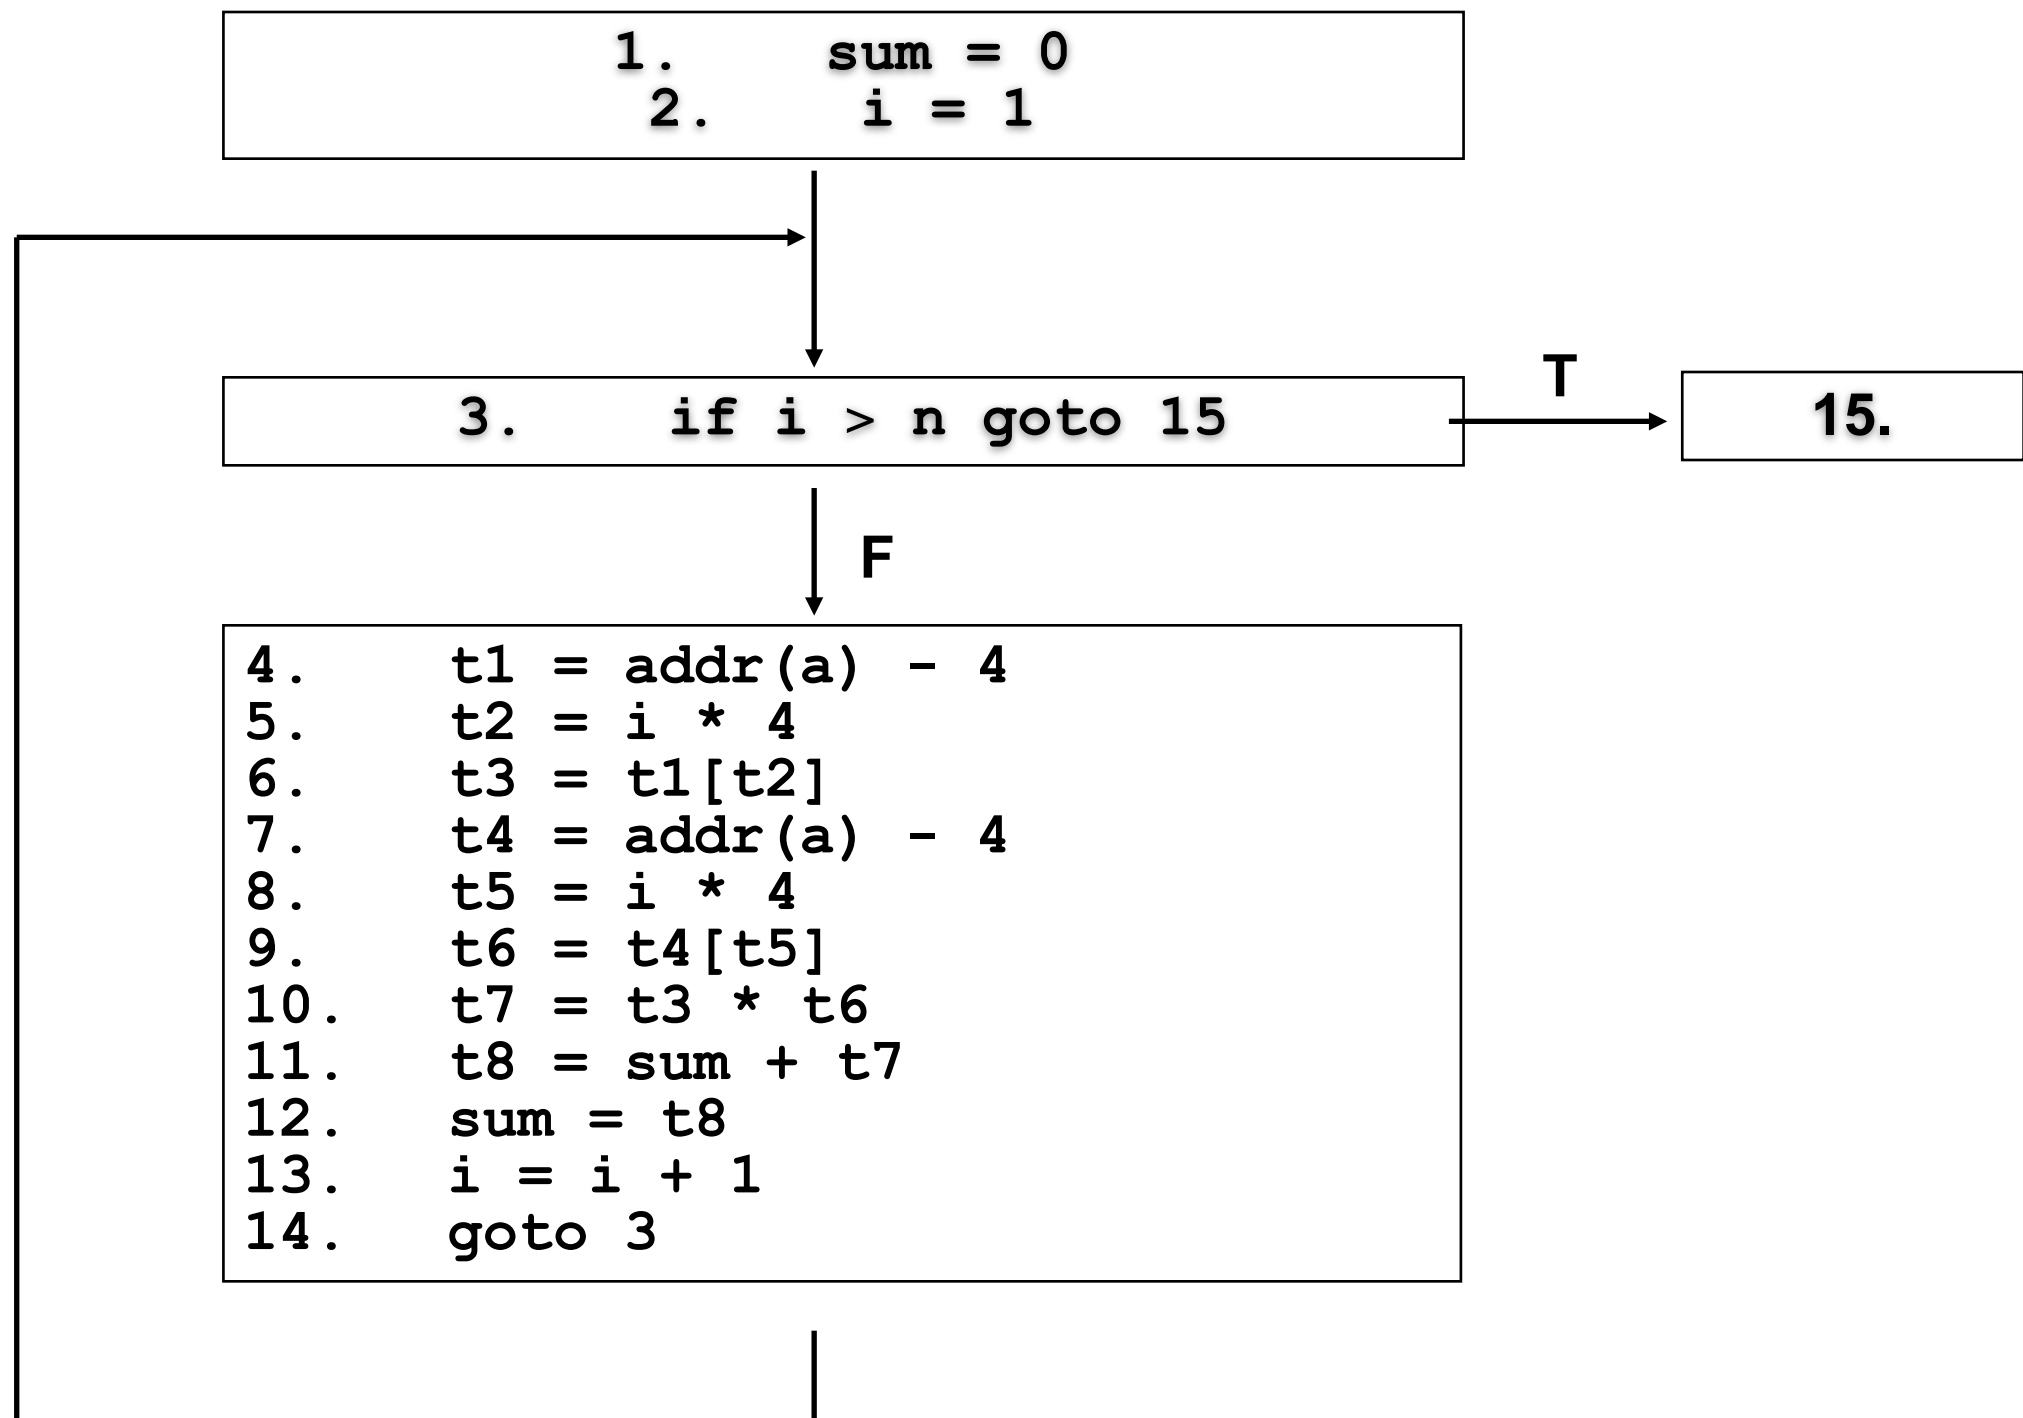 1. sum = 0
2. i = 1
3. if i > n goto 15
T
15.
F
4. t1 = addr(a) - 4
5. t2 = i * 4
6. t3 = t1[t2]
7. t4 = addr(a) - 4
8. t5 = i * 4
9. t6 = t4[t5]
10. t7 = t3 * t6
11. t8 = sum + t7
12. sum = t8
13. i = i + 1
14. goto 3